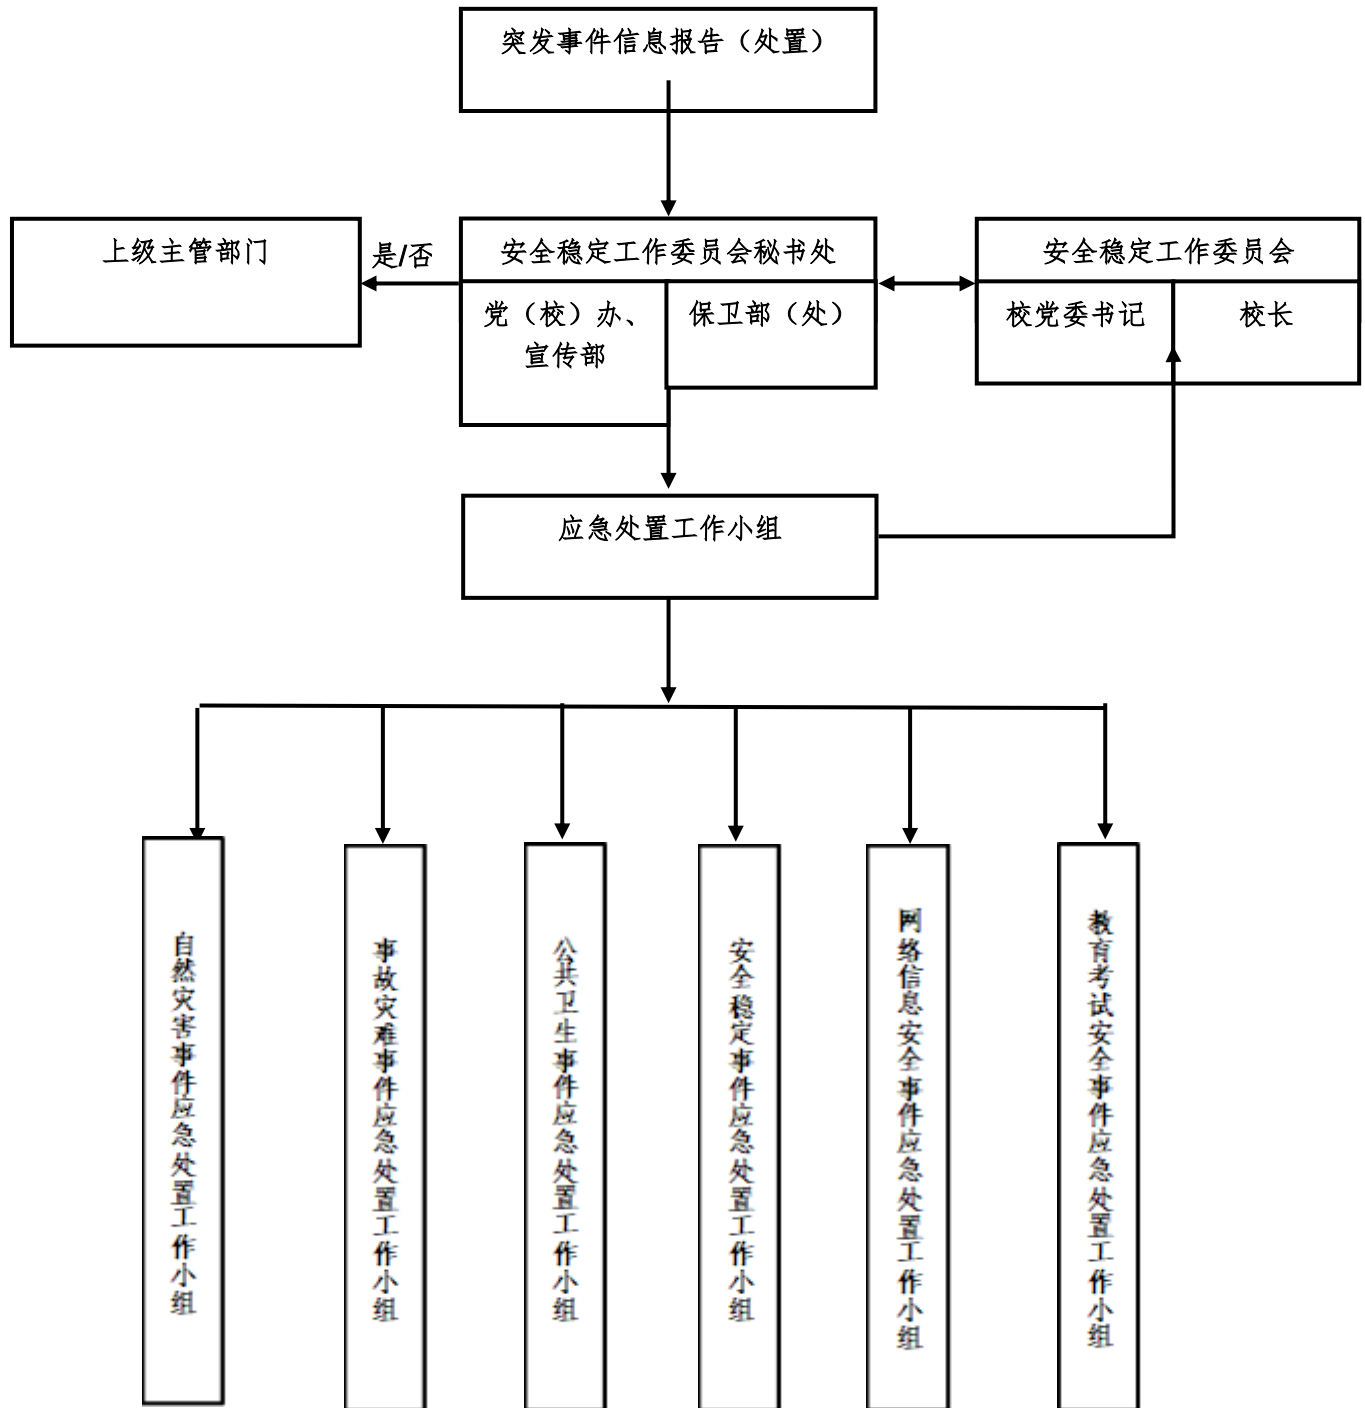 突发事件信息报告（处置）
上级主管部门
是/否
安全稳定工作委员会秘书处
党（校）办、
宣传部
保卫部（处）
安全稳定工作委员会
校党委书记
校长
应急处置工作小组
自然灾害事件应急处置工作小组
事故灾难事件应急处置工作小组
公共卫生事件应急处置工作小组
安全稳定事件应急处置工作小组
网络信息安全事件应急处置工作小组
教育考试安全事件应急处置工作小组